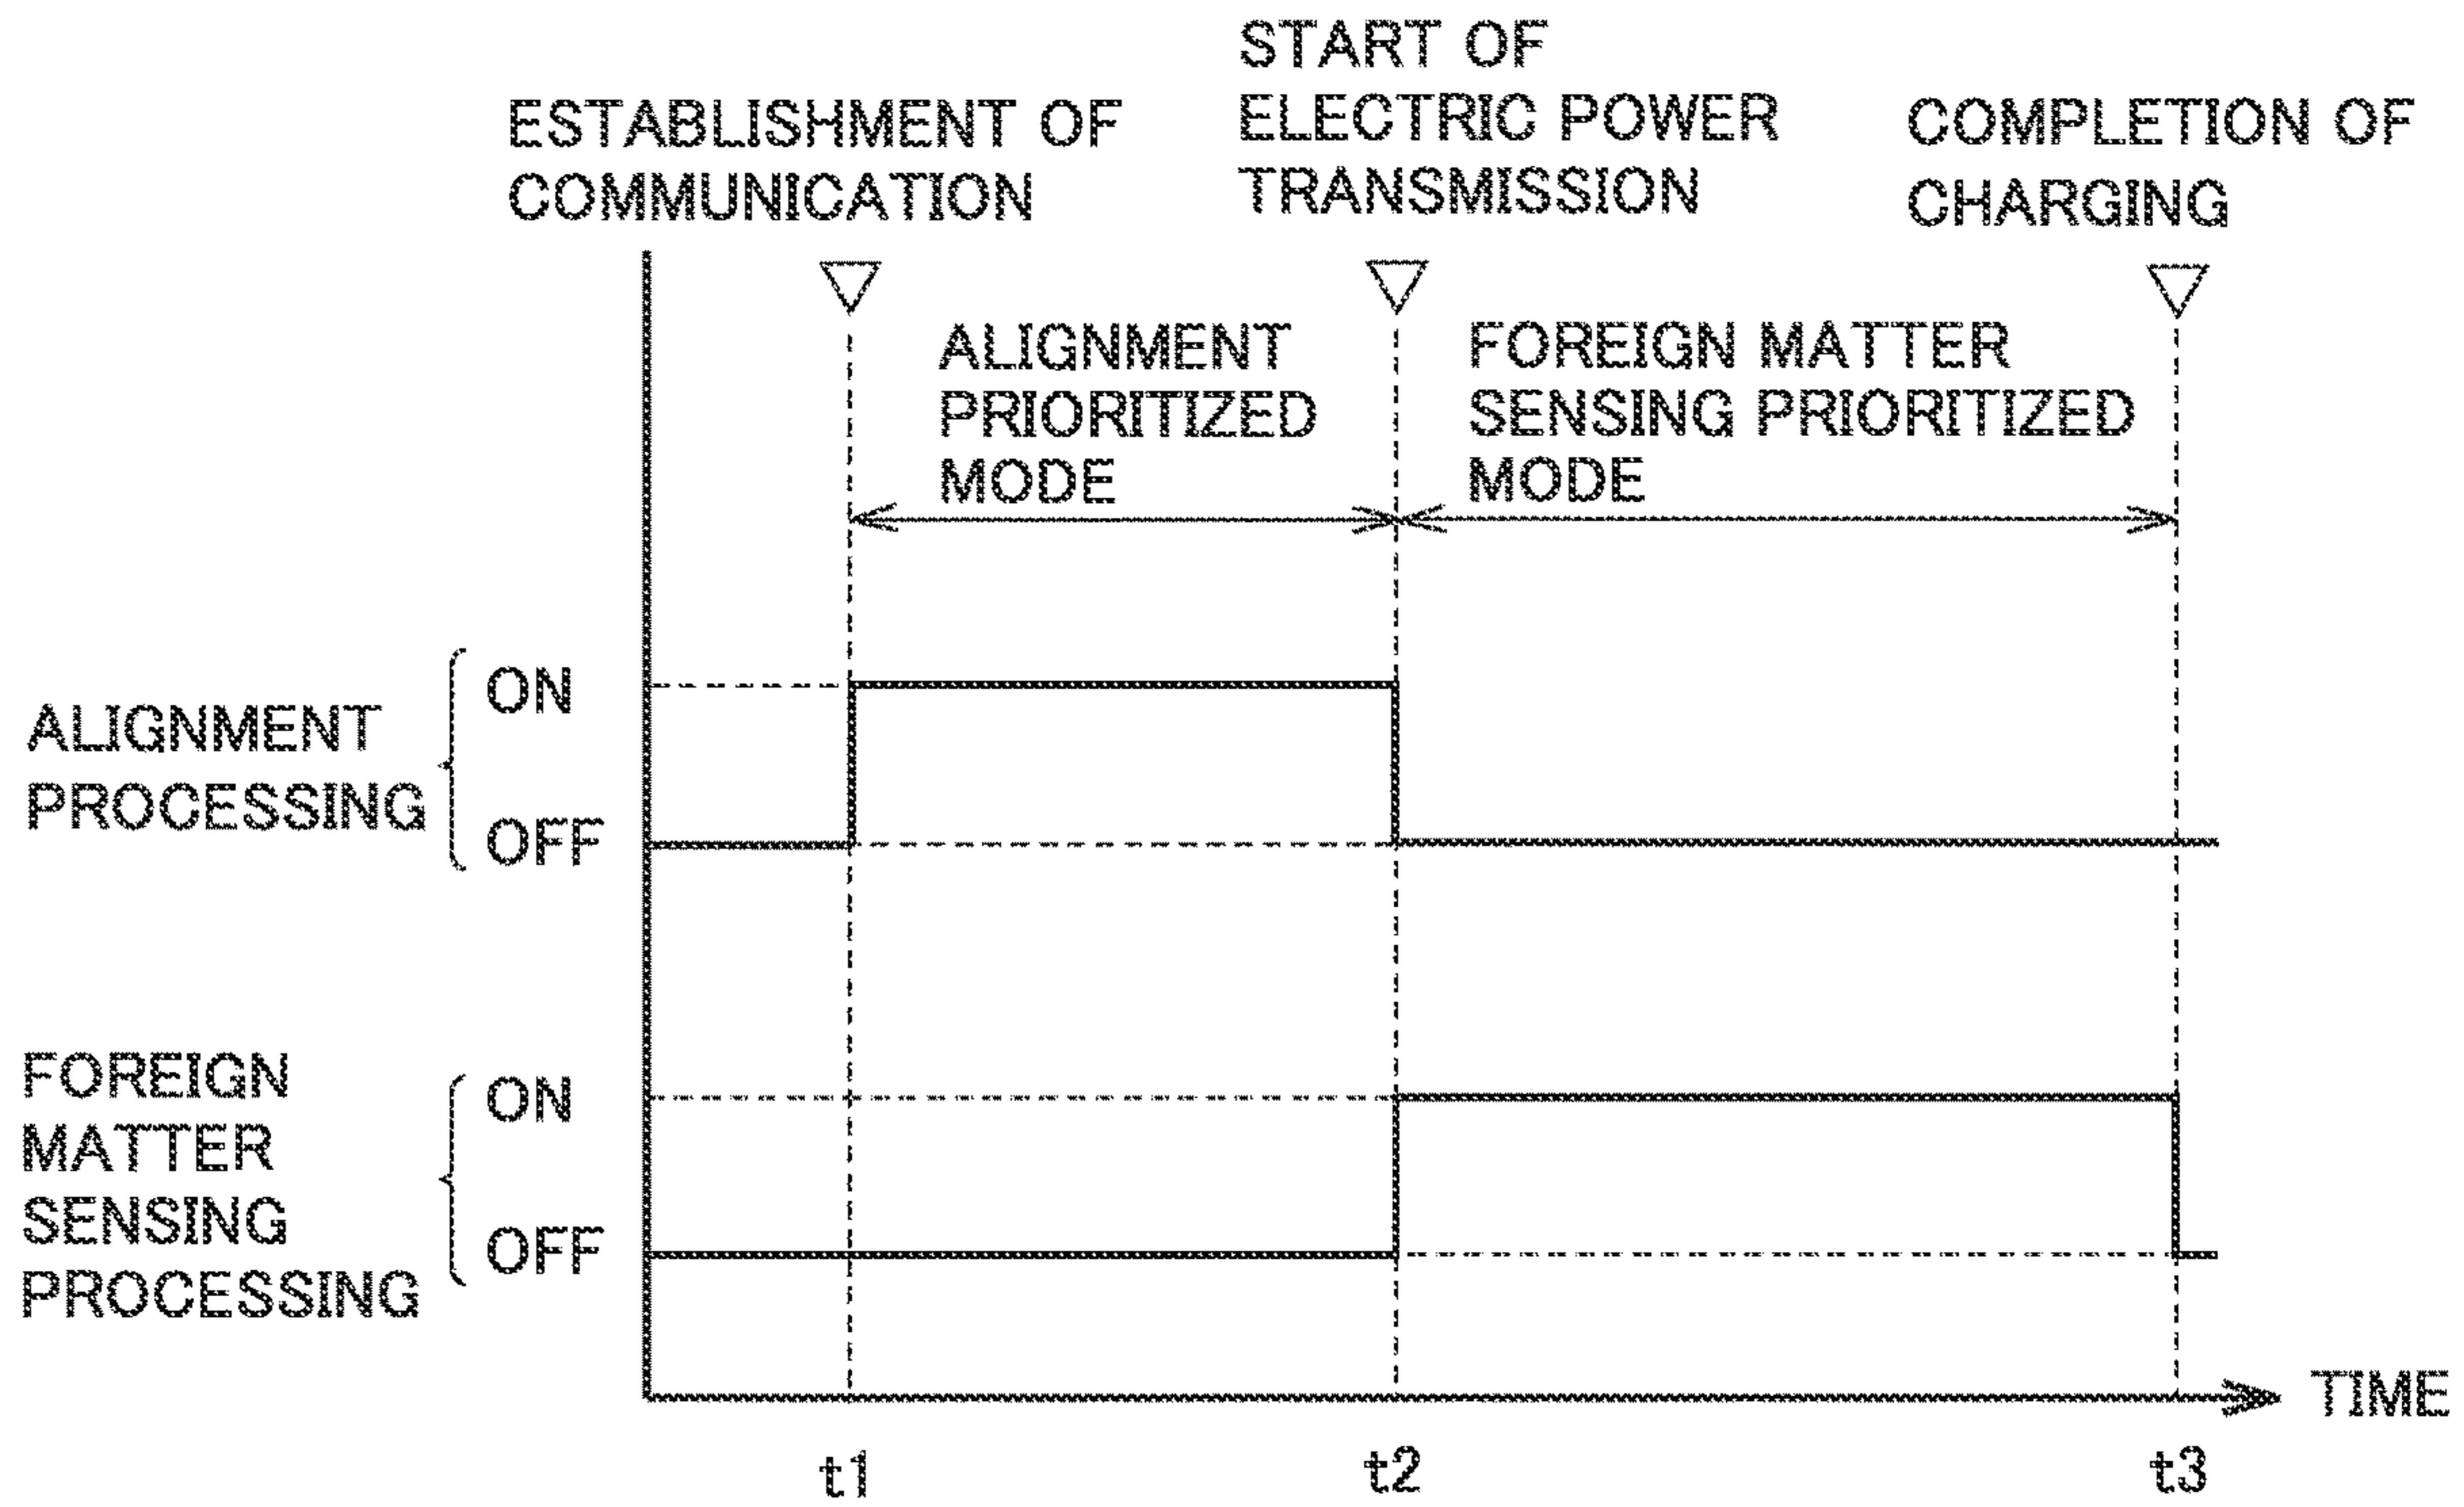 START OF
ELECTRIC POWER
TRANSMISSION
ESTABLISHMENT OF
COMMUNICATION
COMPLETION OF
CHARGING
ALIGNMENT
PRIORITIZED
MODE
FOREIGN MATTER
SENSING PRIORITIZED
MODE
ALIGNMENT
PROCESSING
ON
OFF
FOREIGN
MATTER
SENSING
PROCESSING
ON
OFF
TIME
t1
t2
t3